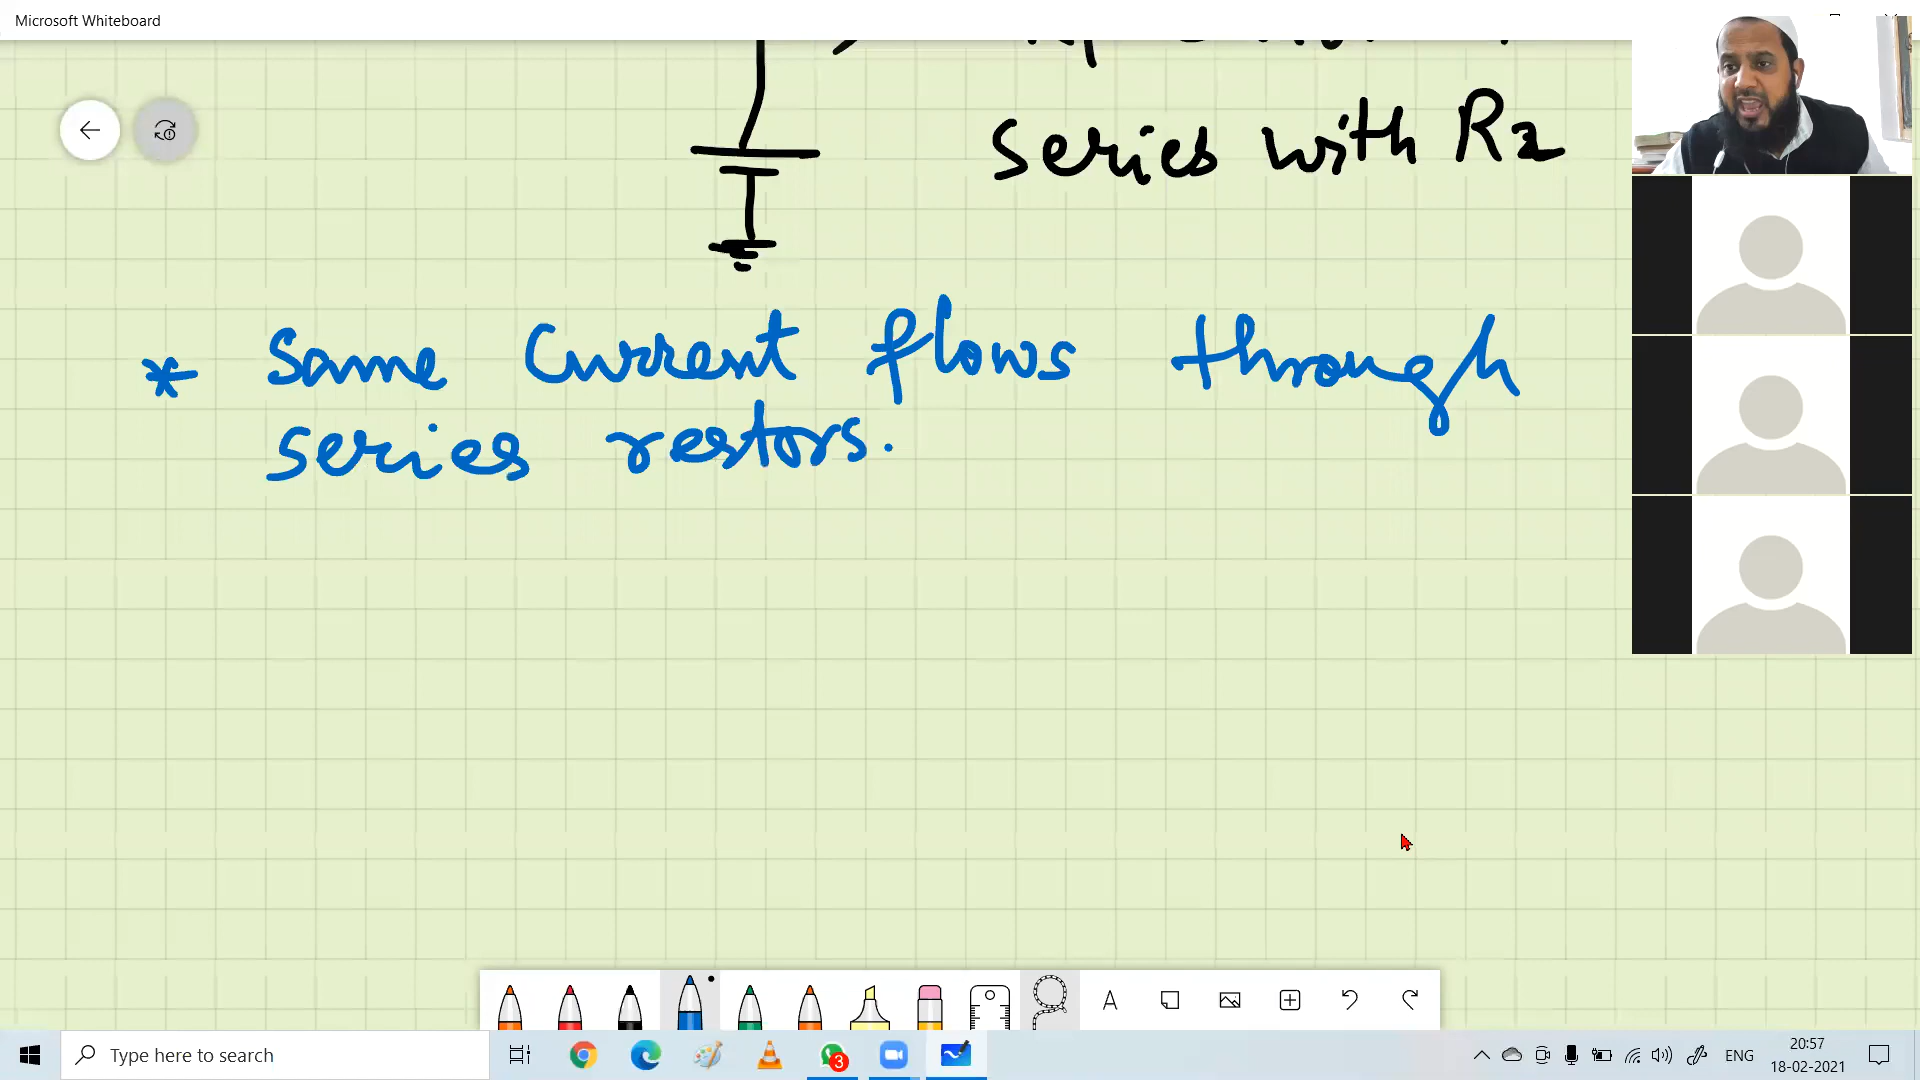 Microsoft Whiteboard
series with R2
* Same Current flows through
series restors.
A
Type here to search
3
ENG
20:57
18-02-2021